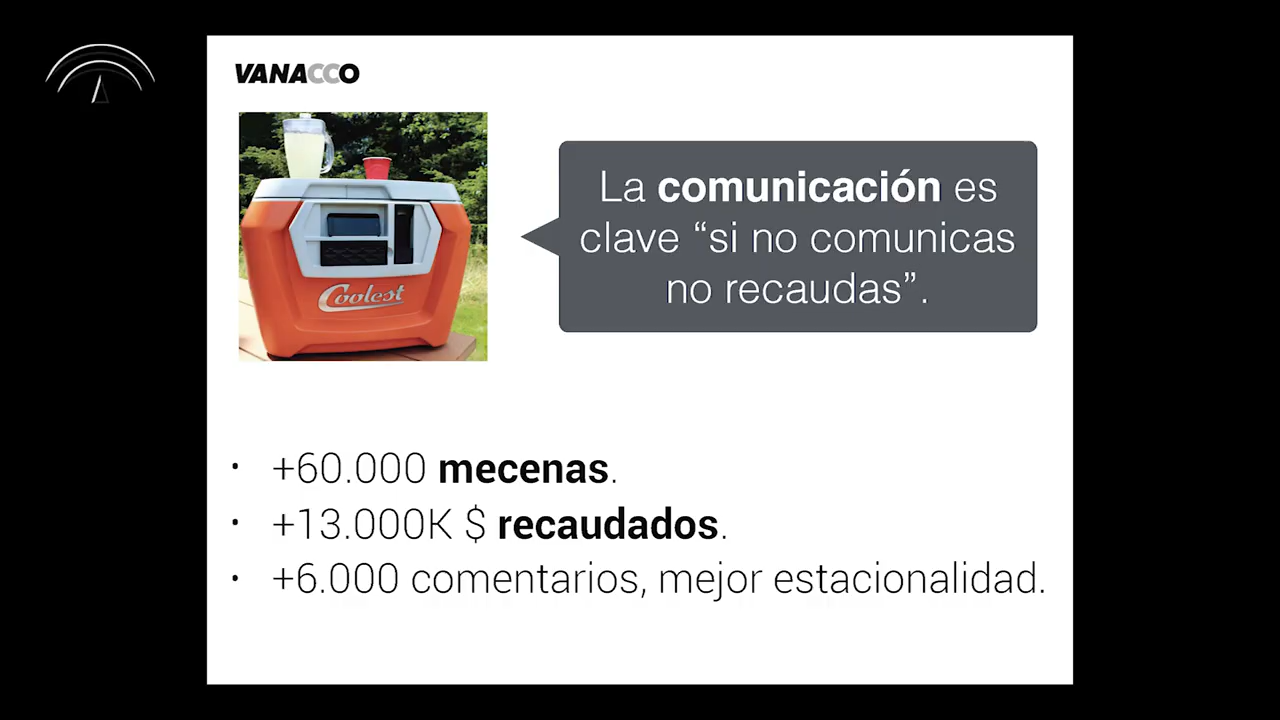 VANACCO
Coolest
La comunicación es
clave “si no comunicas
no recaudas”.
• +60.000 mecenas.
• +13.000K $ recaudados.
• +6.000 comentarios, mejor estacionalidad.